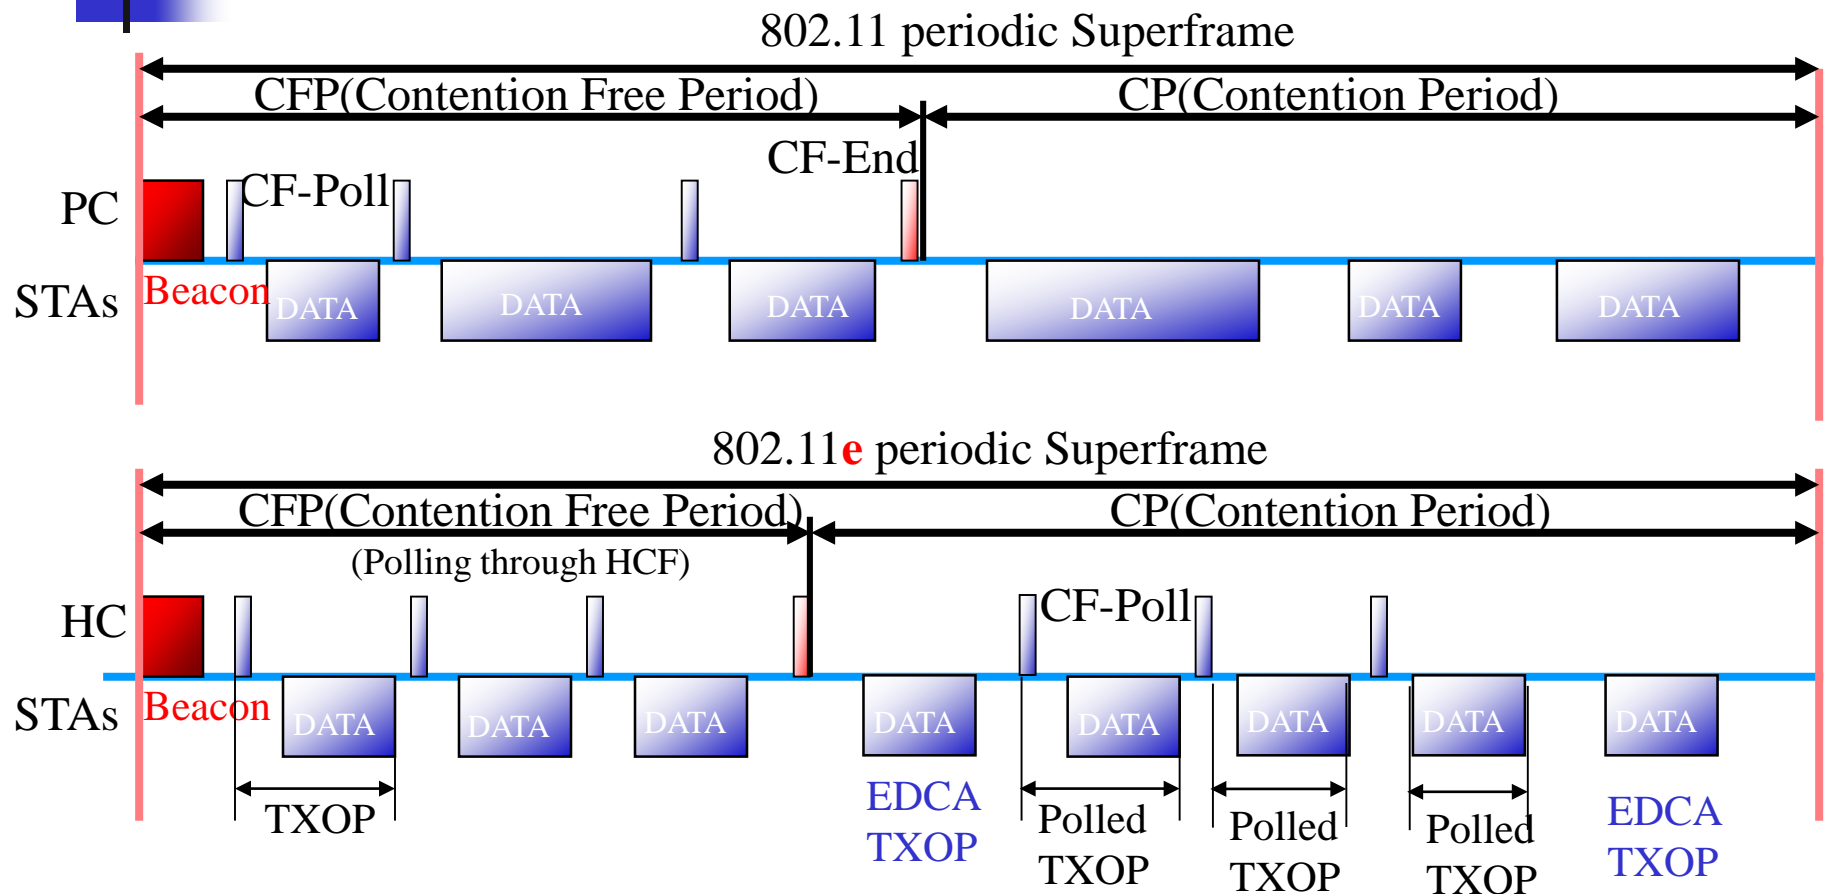 802.11 periodic Superframe
CFP(Contention Free Period)
CP(Contention Period)
CF-End
PC
CF-Poll
STAs
Beacon
DATA
DATA
DATA
DATA
DATA
DATA
802.11e periodic Superframe
CFP(Contention Free Period)
CP(Contention Period)
(Polling through HCF)
HC
CF-Poll
STAs
Beacon
DATA
DATA
DATA
DATA
DATA
DATA
DATA
DATA
TXOP
EDCA
TXOP
Polled
TXOP
Polled
TXOP
Polled
TXOP
EDCA
TXOP